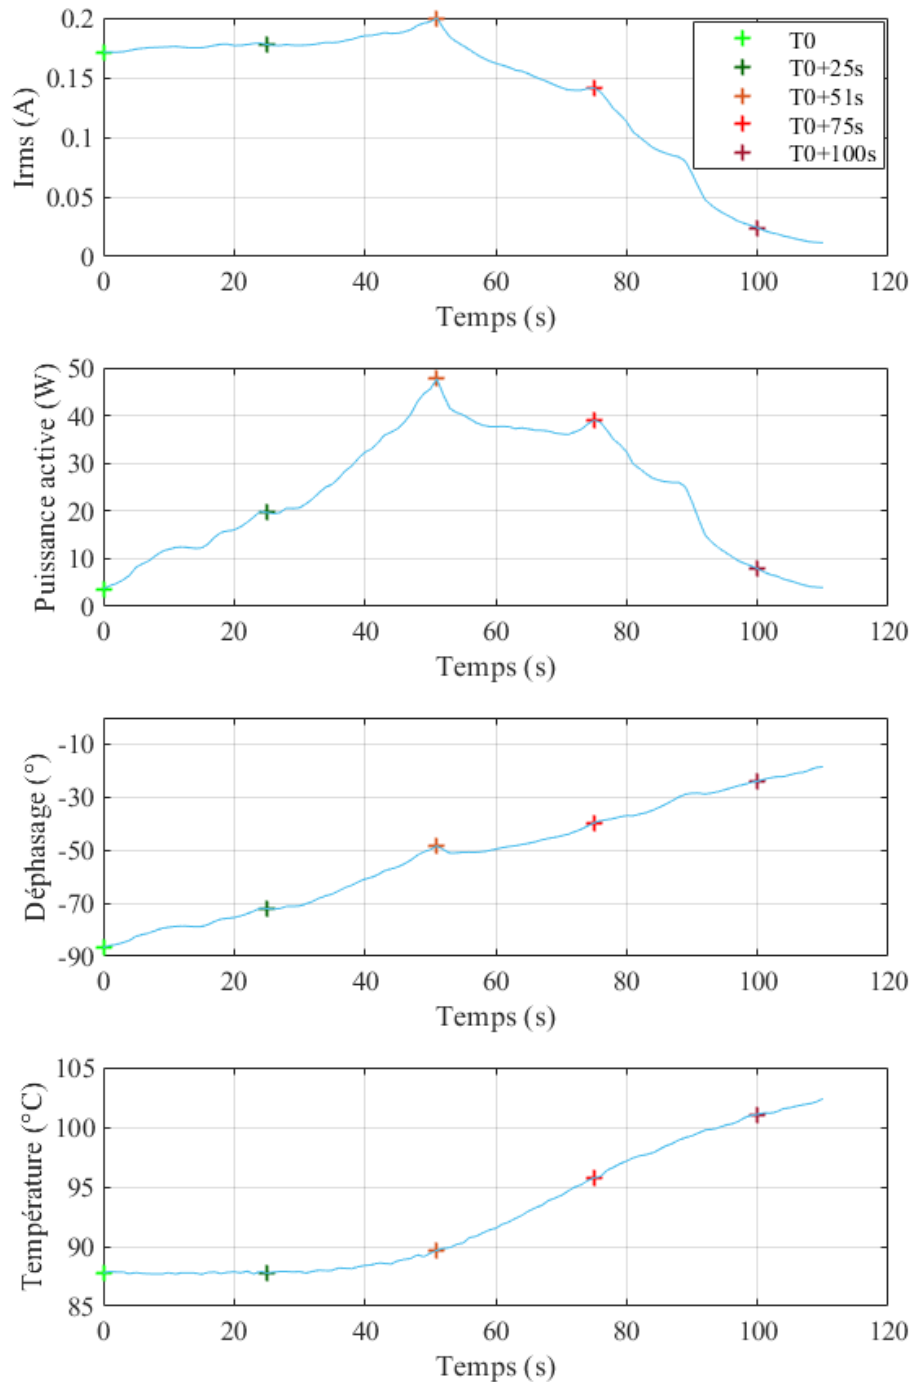 0.2
0.15
0.1
0.05
0
Irms (A)
T0
T0+25s
T0+51s
T0+75s
T0+100s
0 20 40 60 80 100 120
Temps (s)
50
40
30
20
10
0
Puissance active (W)
0 20 40 60 80 100 120
Temps (s)
-10
-30
-50
-70
-90
Déphasage (°)
0 20 40 60 80 100 120
Temps (s)
105
100
95
90
85
Température (°C)
0 20 40 60 80 100 120
Temps (s)